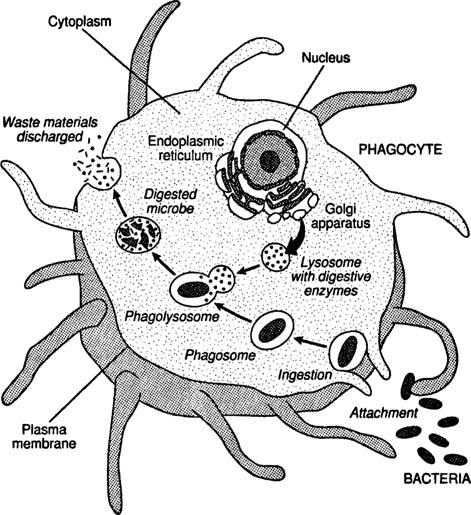 Cytoplasm
Nucleus
Waste materials
discharged
Endoplasmic
reticulum
PHAGOCYTE
Digested
microbe
Golgi
apparatus
Lysosome
with digestive
enzymes
Phagolysosome
Phagosome
Ingestion
Attachment
Plasma
membrane
BACTERIA